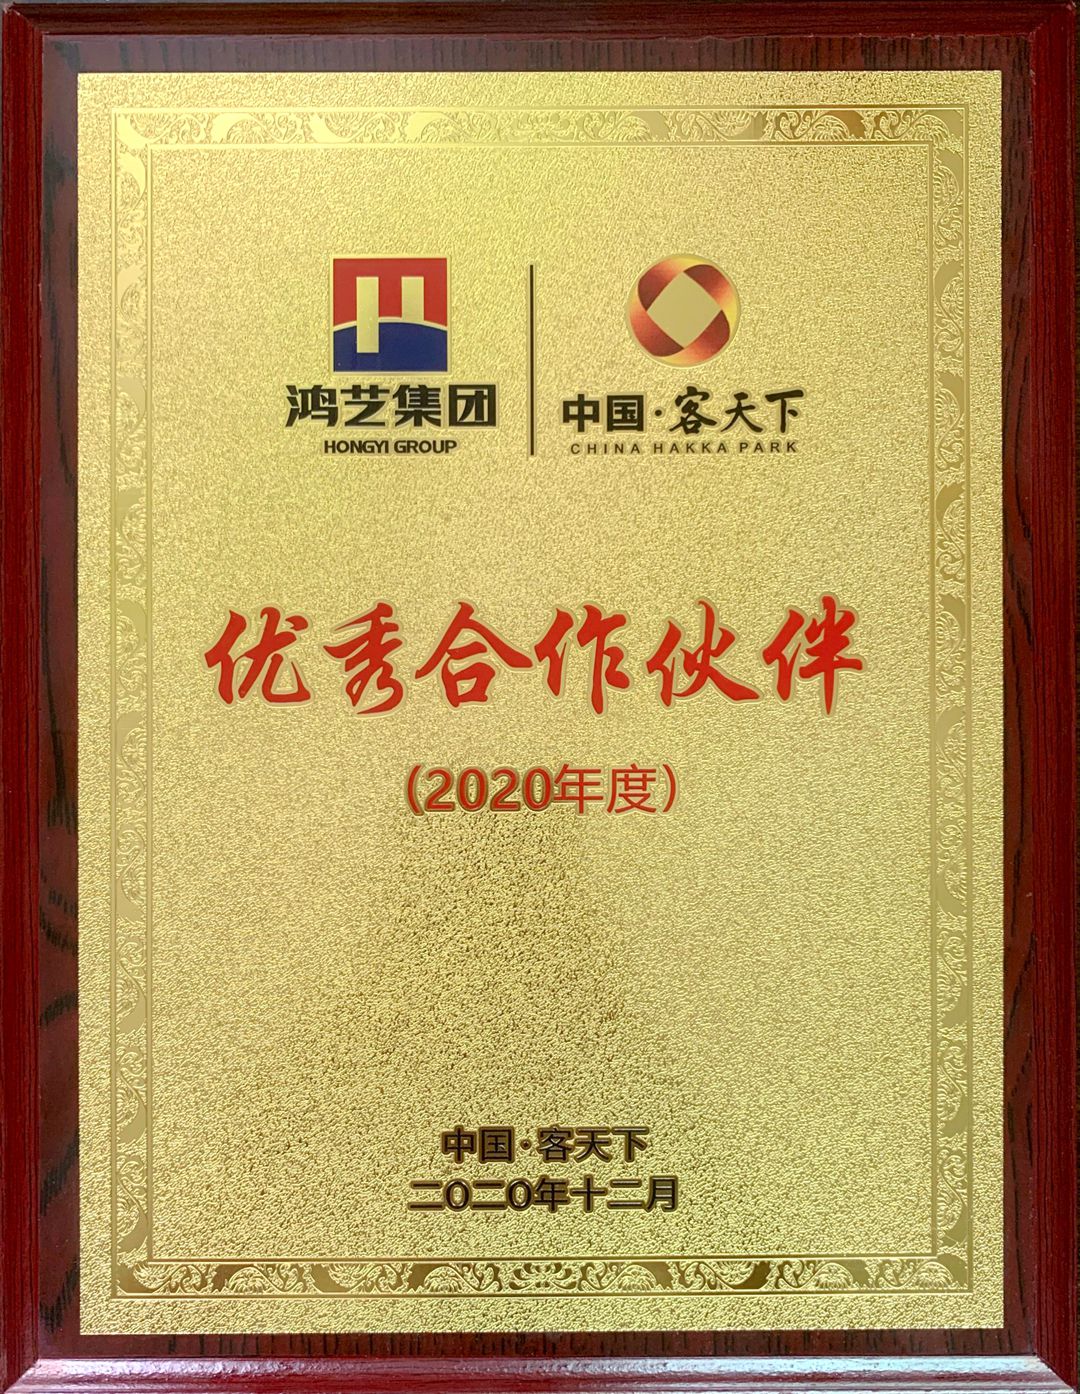 鸿艺集团
HONGYI GROUP
中国·客天下
CHINA HAKKA PARK
优秀合作伙伴
(2020年度)
中国·客天下
二〇二〇年十二月